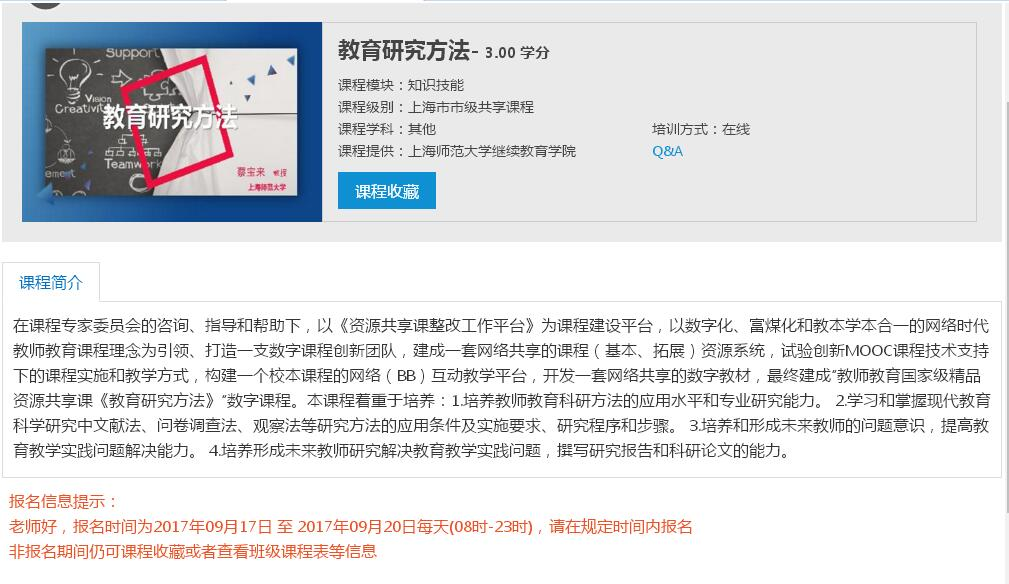 Support
Vision
Creativity
教育研究方法
Teamwork
蔡宝来 教授
上海师范大学
教育研究方法- 3.00 学分
课程模块：知识技能
课程级别：上海市市级共享课程
课程学科：其他
培训方式：在线
课程提供：上海师范大学继续教育学院
Q&A
课程收藏
课程简介
在课程专家委员会的咨询、指导和帮助下，以《资源共享课整改工作平台》为课程建设平台，以数字化、富媒化和教本学本合一的网络时代
教师教育课程理念为引领、打造一支数字课程创新团队，建成一套网络共享的课程（基本、拓展）资源系统，试验创新MOOC课程技术支持
下的课程实施和教学方式，构建一个校本课程的网络（BB）互动教学平台，开发一套网络共享的数字教材，最终建成“教师教育国家级精品
资源共享课《教育研究方法》”数字课程。本课程着重于培养：1.培养教师教育科研方法的应用水平和专业研究能力。 2.学习和掌握现代教育
科学研究中文献法、问卷调查法、观察法等研究方法的应用条件及实施要求、研究程序和步骤。 3.培养和形成未来教师的问题意识，提高教
育教学实践问题解决能力。 4.培养形成未来教师研究解决教育教学实践问题，撰写研究报告和科研论文的能力。
报名信息提示：
老师好，报名时间为2017年09月17日 至 2017年09月20日每天(08时-23时)，请在规定时间内报名
非报名期间仍可课程收藏或者查看班级课程表等信息